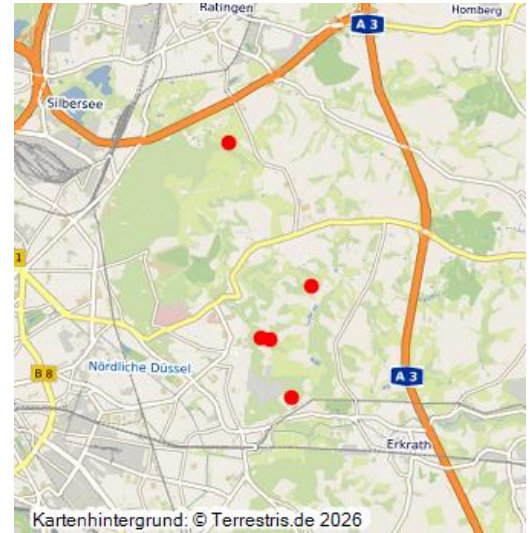 Ratingen
Homberg
A 3
Silbersee
1
Nördliche Düssel
B 8
A 3
Erkrath
Kartenhintergrund: © Terrestris.de 2026